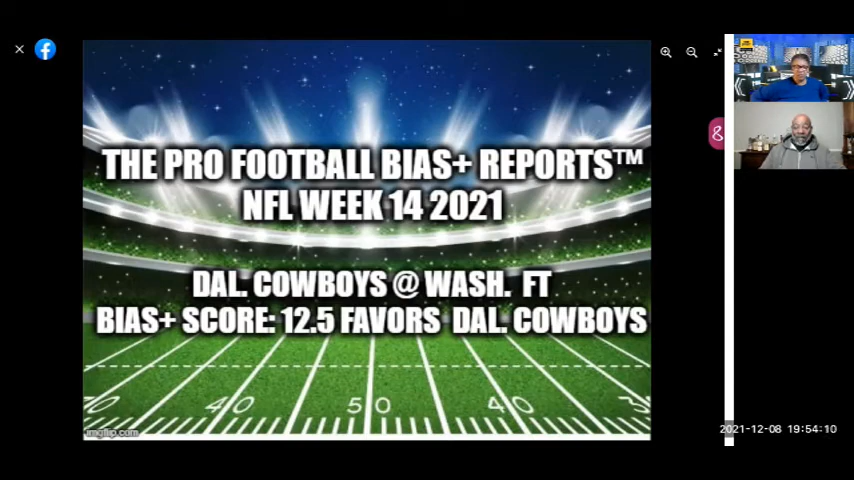 THE PRO FOOTBALL BIAS+ REPORTS™
NFL WEEK 14 2021
DAL. COWBOYS @ WASH. FT
BIAS+ SCORE: 12.5 FAVORS DAL. COWBOYS
40
50
40
imgflip.com
2021-12-08 19:54:10